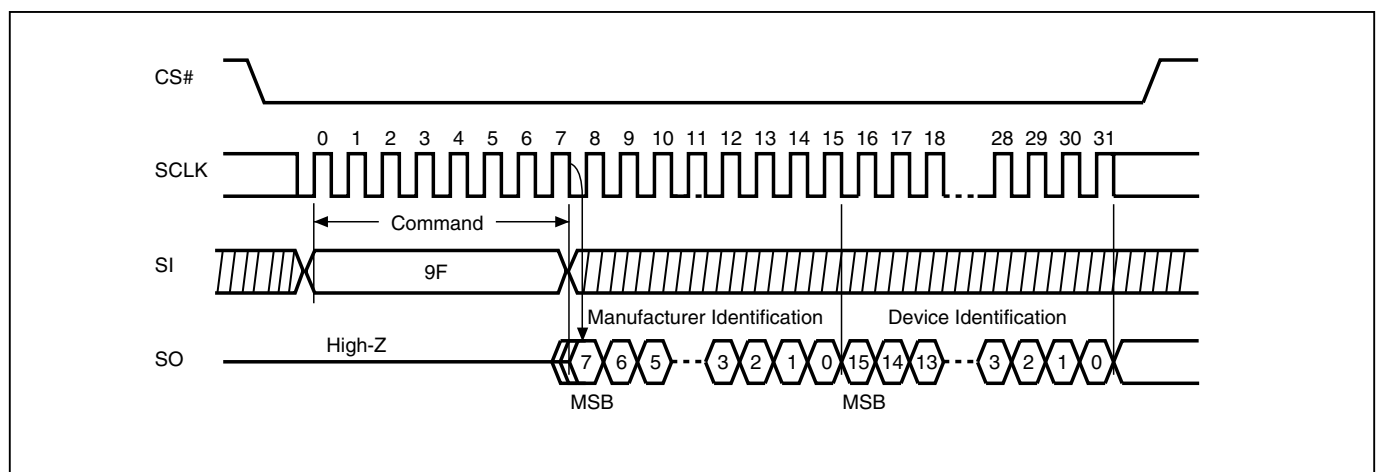 CS#
0 1 2 3 4 5 6 7 8 9 10 11 12 13 14 15 16 17 18 28 29 30 31
SCLK
Command
SI
9F
Manufacturer Identification Device Identification
High-Z
SO
7 6 5 3 2 1 0 15 14 13 3 2 1 0
MSB MSB